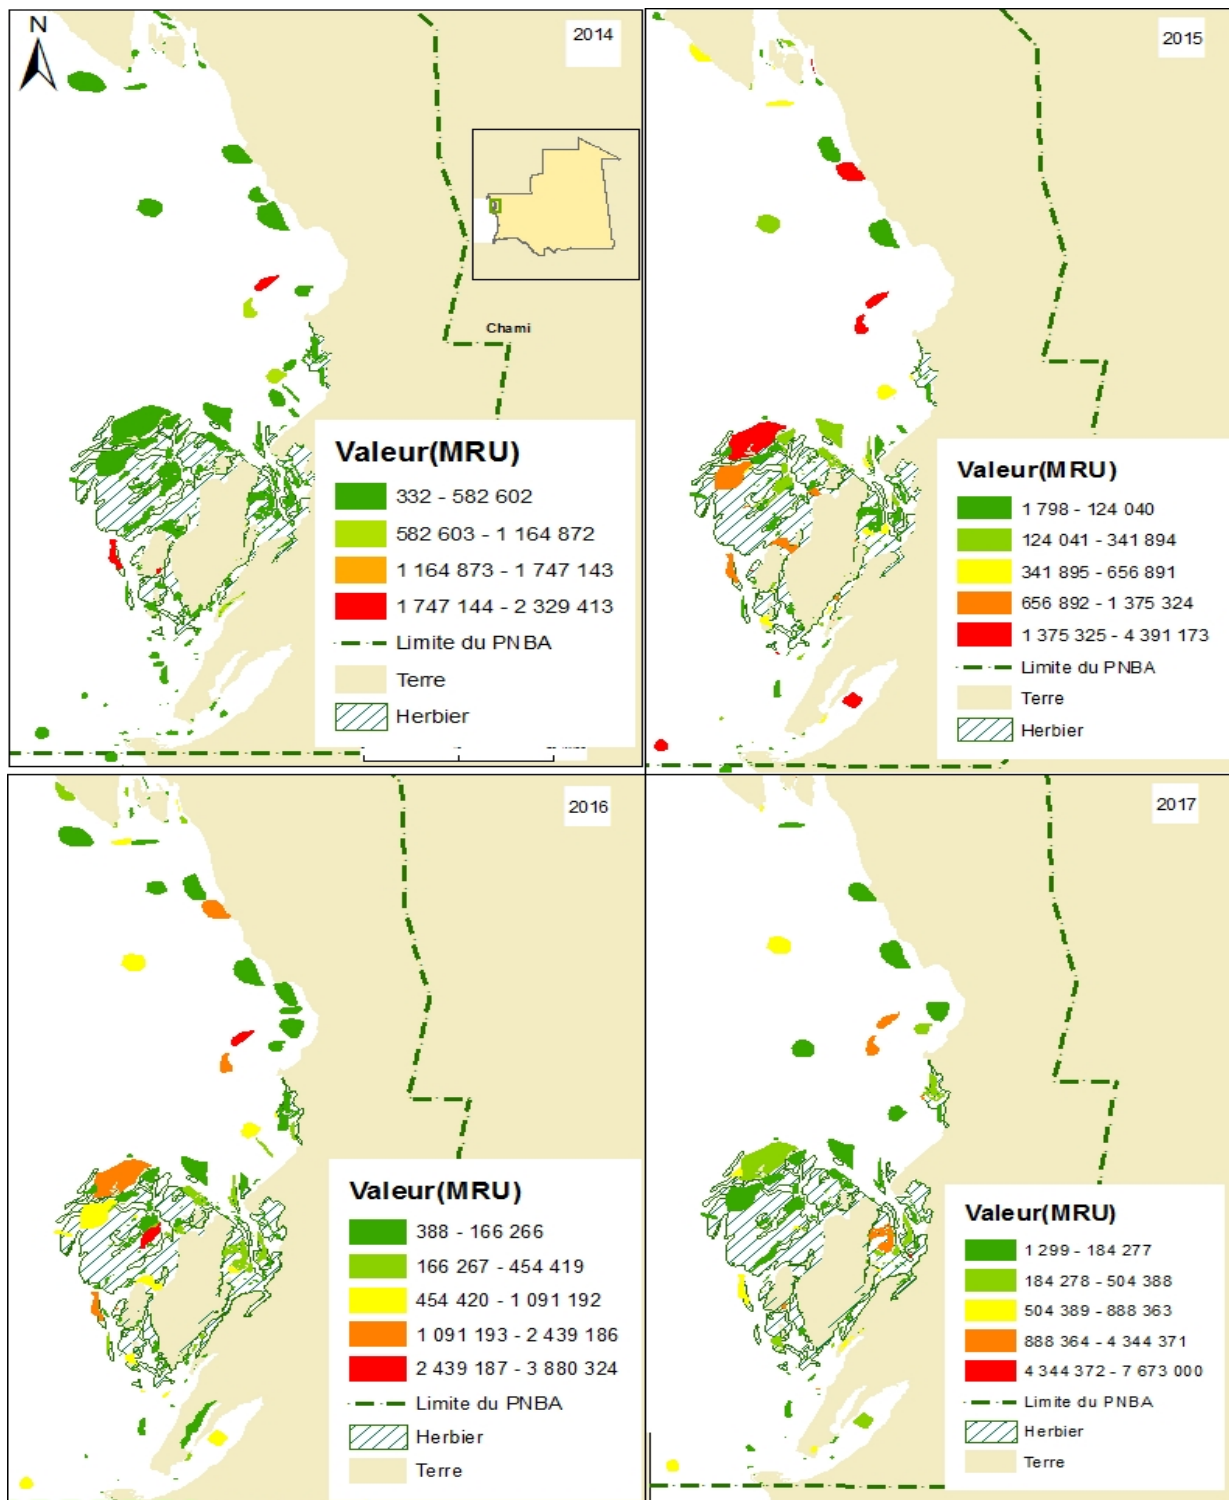 N
2014
Chami
Valeur(MRU)
332 - 582 602
582 603 - 1 164 872
1 164 873 - 1 747 143
1 747 144 - 2 329 413
Limite du PNBA
Terre
Herbier
2015
Valeur(MRU)
1 798 - 124 040
124 041 - 341 894
341 895 - 656 891
656 892 - 1 375 324
1 375 325 - 4 391 173
Limite du PNBA
Terre
Herbier
2016
Valeur(MRU)
388 - 166 266
166 267 - 454 419
454 420 - 1 091 192
1 091 193 - 2 439 186
2 439 187 - 3 880 324
Limite du PNBA
Herbier
Terre
2017
Valeur(MRU)
1 299 - 184 277
184 278 - 504 388
504 389 - 888 363
888 364 - 4 344 371
4 344 372 - 7 673 000
Limite du PNBA
Herbier
Terre